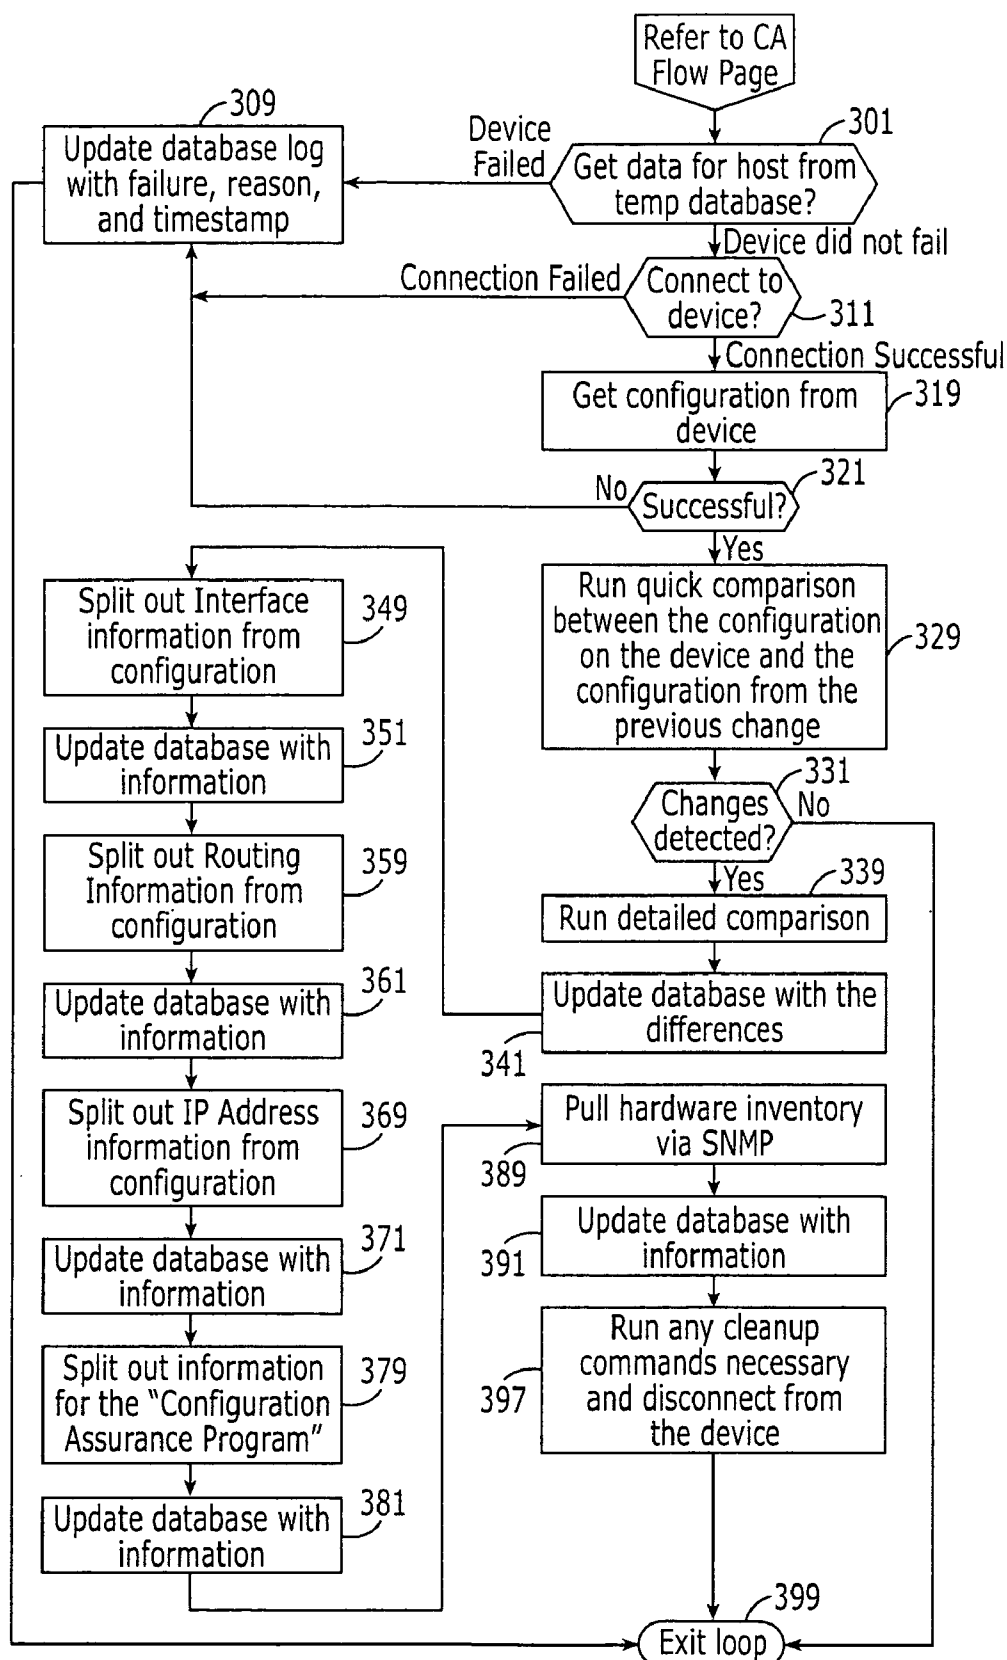 Refer to CA
Flow Page
309
Update database log
with failure, reason,
and timestamp
Device
Failed
301
Get data for host from
temp database?
Device did not fail
Connection Failed
Connect to
device?
311
Connection Successful
Get configuration from
device
319
No
Successful?
321
Yes
Run quick comparison
between the configuration
on the device and the
configuration from the
previous change
329
331
Changes
detected?
No
Yes
339
Run detailed comparison
Update database with the
differences
341
Split out Interface
information from
configuration
349
Update database with
information
351
Split out Routing
Information from
configuration
359
Update database with
information
361
Split out IP Address
information from
configuration
369
Update database with
information
371
Split out information
for the “Configuration
Assurance Program”
379
Update database with
information
381
Pull hardware inventory
via SNMP
389
Update database with
information
391
Run any cleanup
commands necessary
and disconnect from
the device
397
399
Exit loop